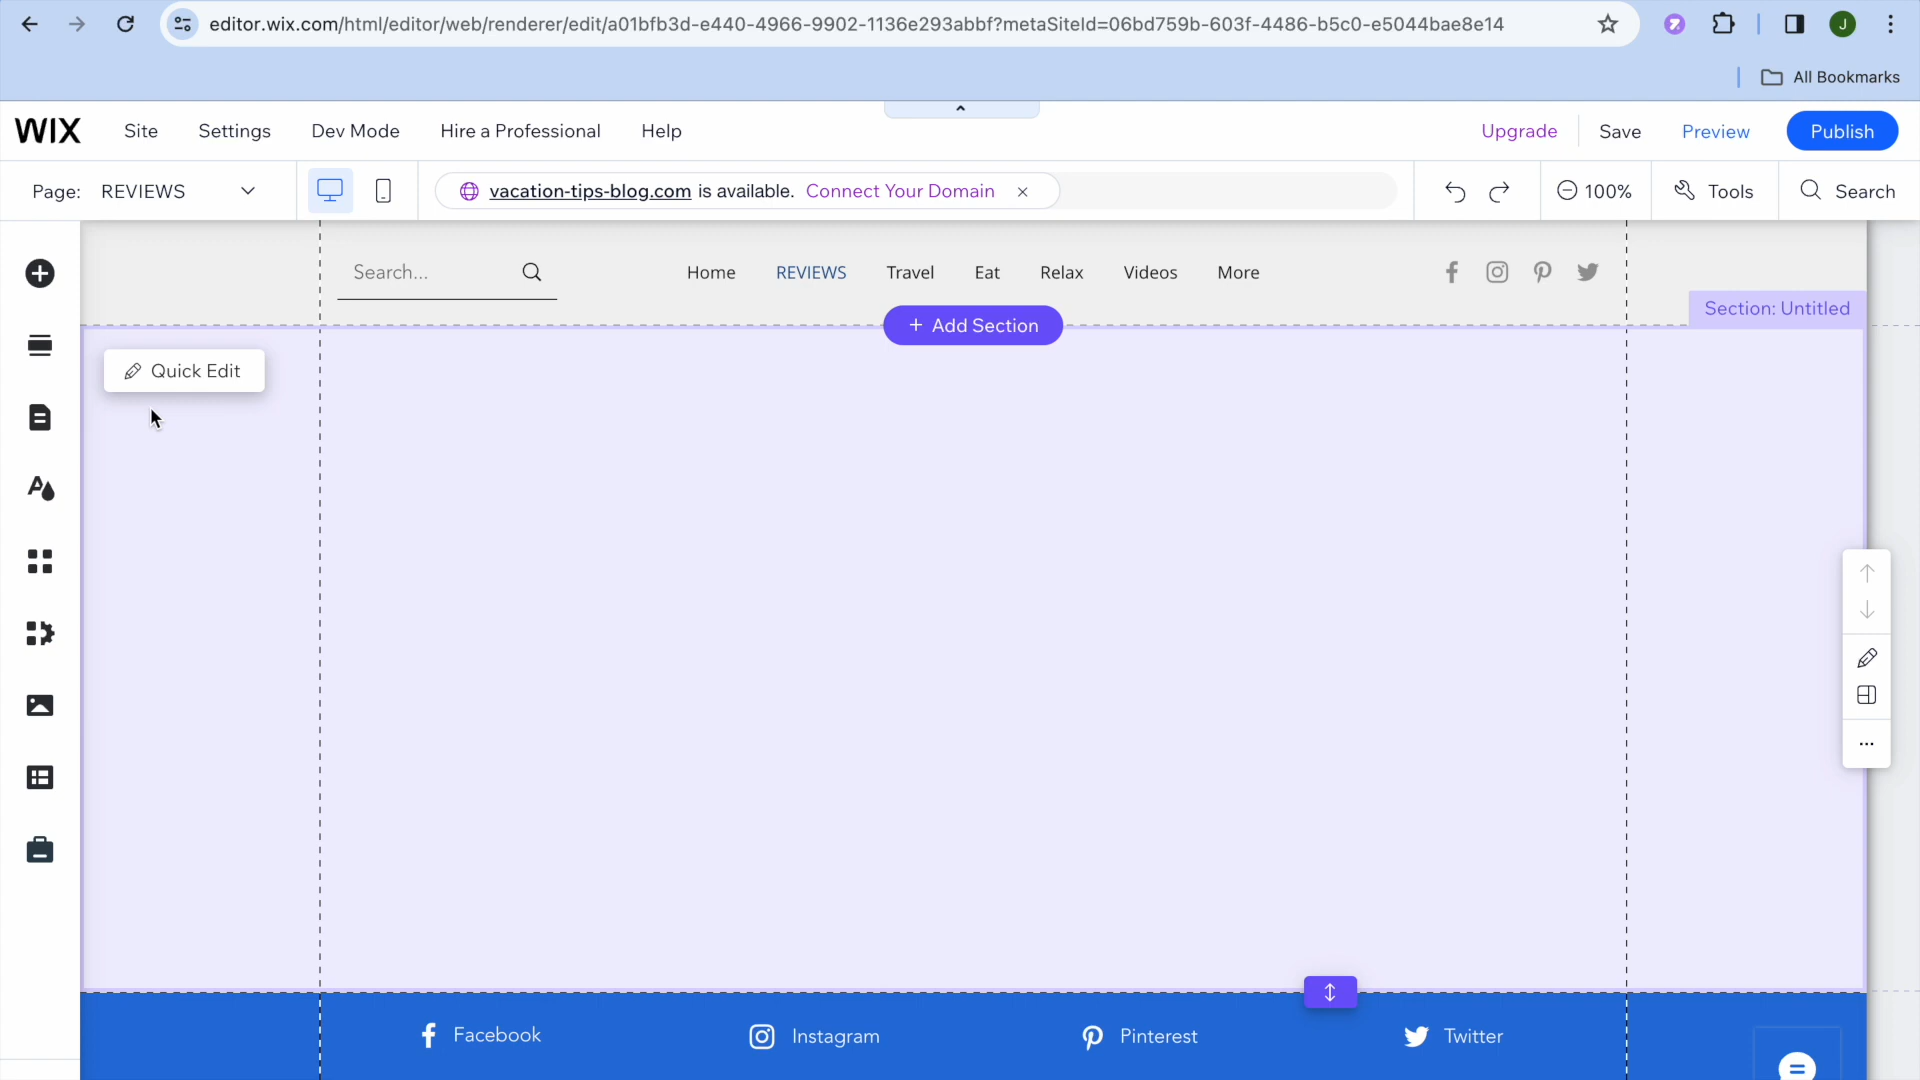 editor.wix.com/html/editor/web/renderer/edit/a01bfb3d-e440-4966-9902-1136e293abbf?metaSiteId=06bd759b-603f-4486-b5c0-e5044bae8e14
J
All Bookmarks
WIX Site Settings Dev Mode Hire a Professional Help Upgrade Save Preview Publish
Page: REVIEWS vacation-tips-blog.com is available. Connect Your Domain 100% Tools Search
Search... Home REVIEWS Travel Eat Relax Videos More
Section: Untitled
+ Add Section
Quick Edit
Facebook Instagram Pinterest Twitter